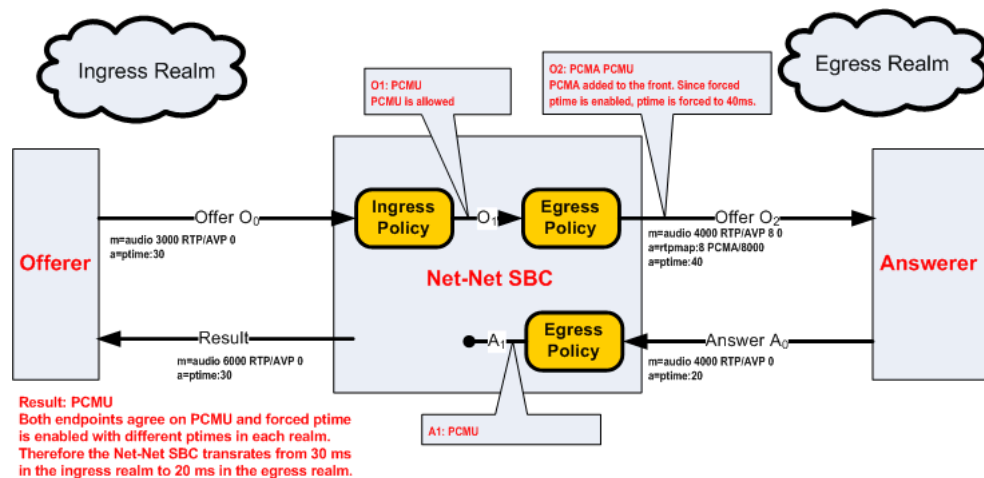 Ingress Realm
Egress Realm
O1: PCMU
PCMU is allowed
O2: PCMA PCMU
PCMA added to the front. Since forced
ptime is enabled, ptime is forced to 40ms.
Offerer
Offer O0
m=audio 3000 RTP/AVP 0
a=ptime:30
Ingress
Policy
O1
Egress
Policy
Offer O2
m=audio 4000 RTP/AVP 8 0
a=rtpmap:8 PCMA/8000
a=ptime:40
Answerer
Net-Net SBC
Result
m=audio 6000 RTP/AVP 0
a=ptime:30
A1
Egress
Policy
Answer A0
m=audio 4000 RTP/AVP 0
a=ptime:20
A1: PCMU
Result: PCMU
Both endpoints agree on PCMU and forced ptime
is enabled with different ptimes in each realm.
Therefore the Net-Net SBC transrates from 30 ms
in the ingress realm to 20 ms in the egress realm.